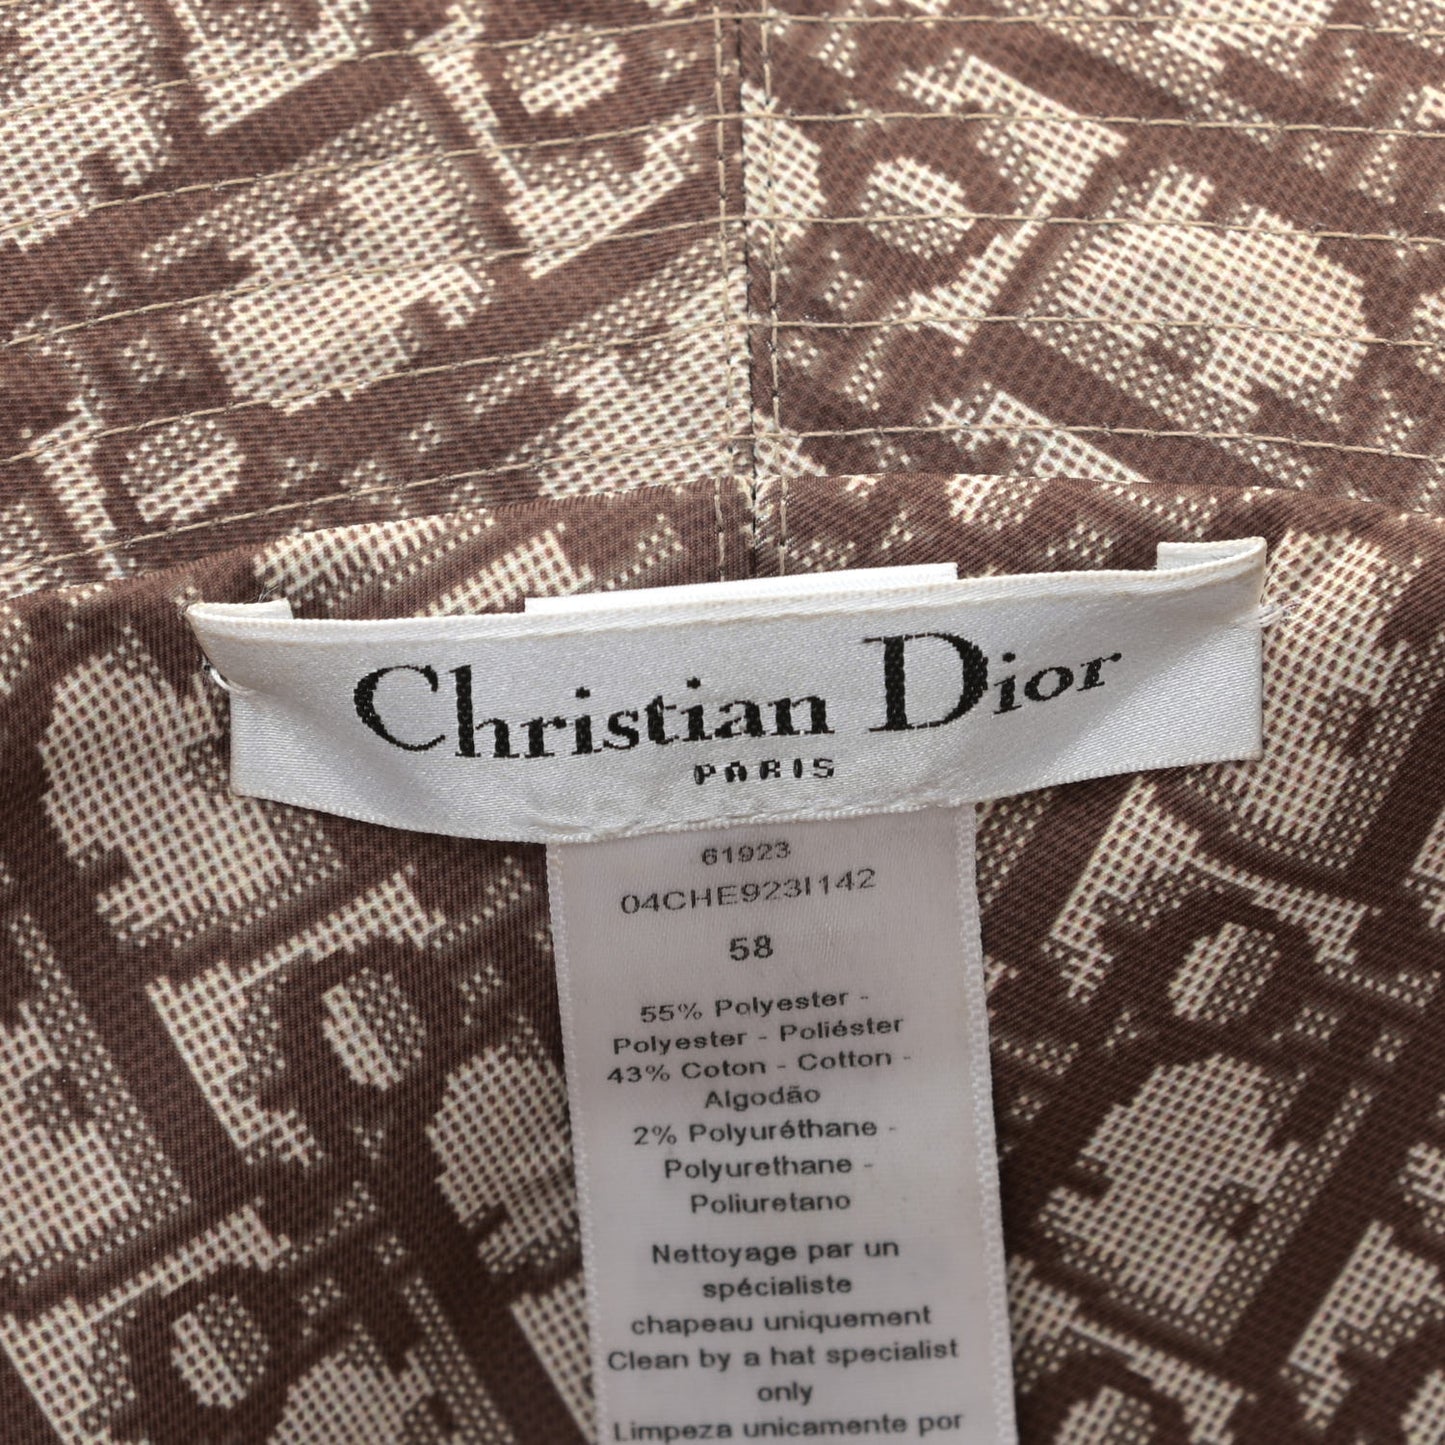 Christian Dior
PARIS
61923
04CHE923I142
58
55% Polyester -
Polyester - Poliéster
43% Coton - Cotton -
Algodão
2% Polyuréthane -
Polyurethane -
Poliuretano
Nettoyage par un
spécialiste
chapeau uniquement
Clean by a hat specialist
only
Limpeza unicamente por